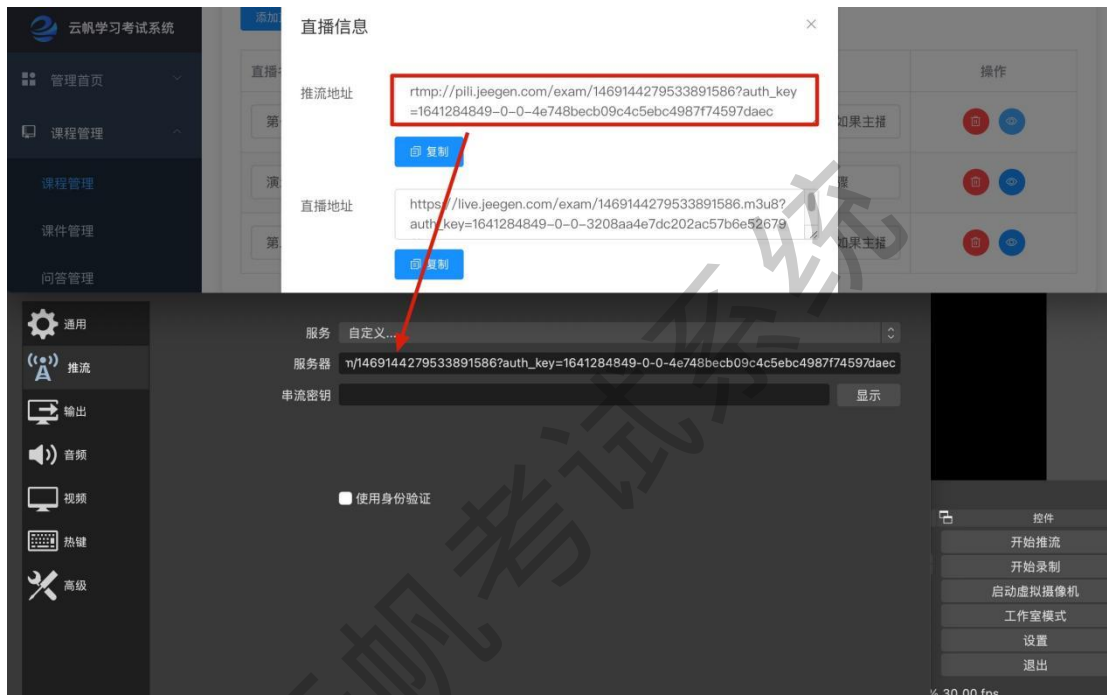 云帆学习考试系统
添加
直播信息
×
管理首页
直播
操作
推流地址
rtmp://pili.jeegen.com/exam/1469144279533891586?auth_key
=1641284849-0-0-4e748becb09c4c5ebc4987f74597daec
课程管理
第
如果主播
复制
课程管理
演
直播地址
https://live.jeegen.com/exam/1469144279533891586.m3u8?
auth_key=1641284849-0-0-3208aa4e7dc202ac57b6e52679
课件管理
第
如果主播
复制
问答管理
通用
服务
自定义...
推流
服务器
n/1469144279533891586?auth_key=1641284849-0-0-4e748becb09c4c5ebc4987f74597daec
串流密钥
显示
输出
音频
视频
使用身份验证
控件
热键
开始推流
开始录制
高级
启动虚拟摄像机
工作室模式
设置
退出
30.00 fps
云帆考试系统